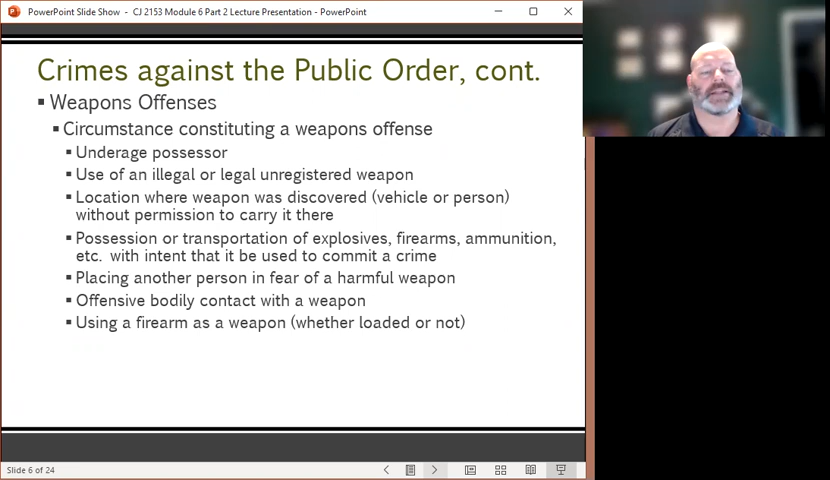 PowerPoint Slide Show - CJ 2153 Module 6 Part 2 Lecture Presentation - PowerPoint
Crimes against the Public Order, cont.
▪ Weapons Offenses
▪ Circumstance constituting a weapons offense
▪ Underage possessor
▪ Use of an illegal or legal unregistered weapon
▪ Location where weapon was discovered (vehicle or person)
without permission to carry it there
▪ Possession or transportation of explosives, firearms, ammunition,
etc. with intent that it be used to commit a crime
▪ Placing another person in fear of a harmful weapon
▪ Offensive bodily contact with a weapon
▪ Using a firearm as a weapon (whether loaded or not)
Slide 6 of 24